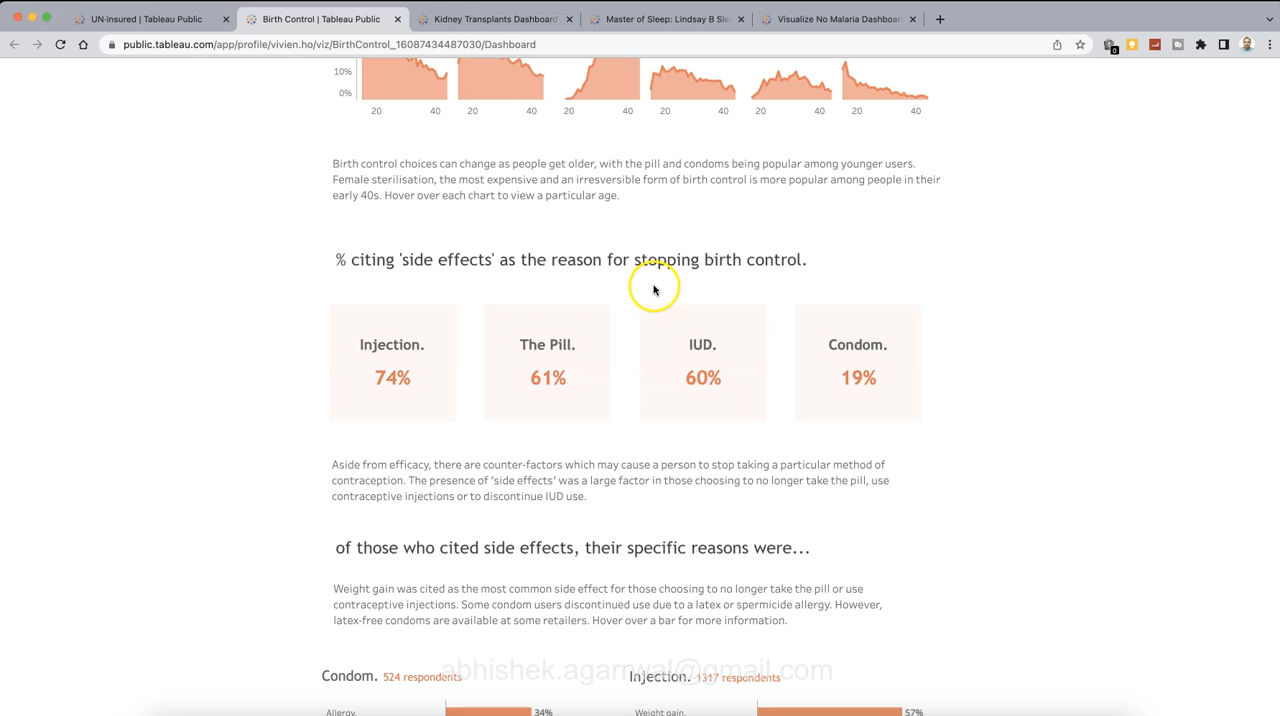 UN-insured | Tableau Public
Birth Control | Tableau Public
Kidney Transplants Dashboard
Master of Sleep: Lindsay B Slee
Visualize No Malaria Dashboar
public.tableau.com/app/profile/vivien.ho/viz/BirthControl_16087434487030/Dashboard
0
10%
0%
20 40 20 40 20 40 20 40 20 40 20 40
Birth control choices can change as people get older, with the pill and condoms being popular among younger users.
Female sterilisation, the most expensive and an irresversible form of birth control is more popular among people in their
early 40s. Hover over each chart to view a particular age.
% citing 'side effects' as the reason for stopping birth control.
Injection.
74%
The Pill.
61%
IUD.
60%
Condom.
19%
Aside from efficacy, there are counter-factors which may cause a person to stop taking a particular method of
contraception. The presence of 'side effects' was a large factor in those choosing to no longer take the pill, use
contraceptive injections or to discontinue IUD use.
of those who cited side effects, their specific reasons were...
Weight gain was cited as the most common side effect for those choosing to no longer take the pill or use
contraceptive injections. Some condom users discontinued use due to a latex or spermicide allergy. However,
latex-free condoms are available at some retailers. Hover over a bar for more information.
abhishek.agarrwal@gmail.com
Condom. 524 respondents
Injection. 1317 respondents
Allergy. 34%
Weight gain. 57%